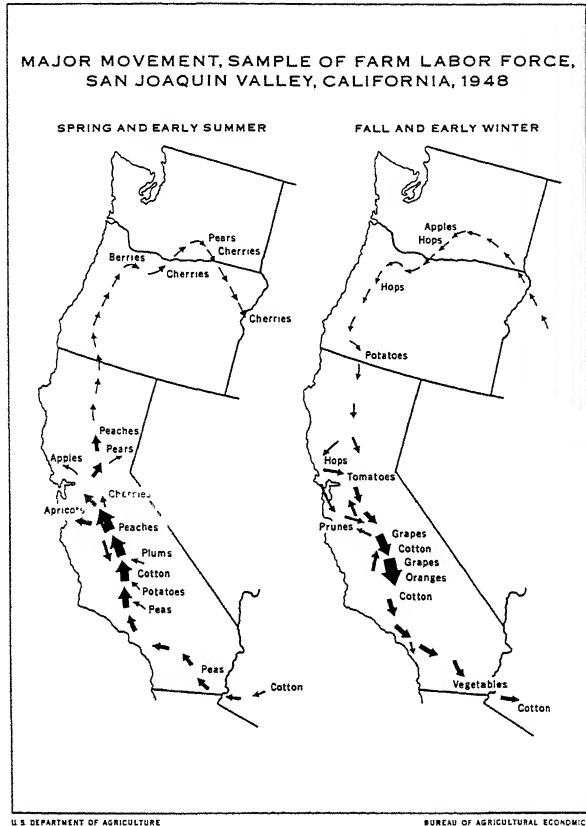 MAJOR MOVEMENT, SAMPLE OF FARM LABOR FORCE,
SAN JOAQUIN VALLEY, CALIFORNIA, 1948
SPRING AND EARLY SUMMER
Pears
Cherries
Berries
Cherries
Cherries
Peaches
Pears
Apples
Cherries
Apricots
Peaches
Plums
Cotton
Potatoes
Peas
Peas
Cotton
FALL AND EARLY WINTER
Apples
Hops
Hops
Potatoes
Hops
Tomatoes
Prunes
Grapes
Cotton
Grapes
Oranges
Cotton
Vegetables
Cotton
U. S. DEPARTMENT OF AGRICULTURE
BUREAU OF AGRICULTURAL ECONOMIC